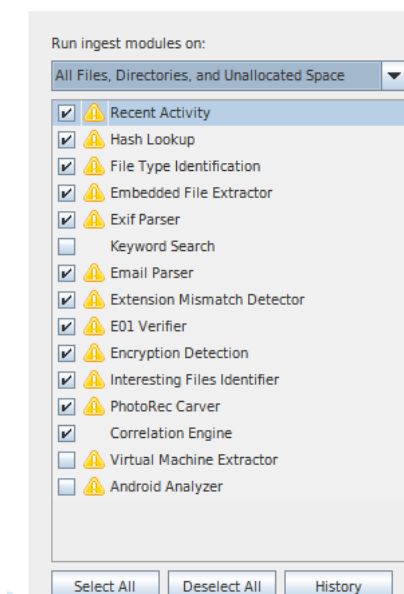 Run ingest modules on:
All Files, Directories, and Unallocated Space
Recent Activity
Hash Lookup
File Type Identification
Embedded File Extractor
Exif Parser
Keyword Search
Email Parser
Extension Mismatch Detector
E01 Verifier
Encryption Detection
Interesting Files Identifier
PhotoRec Carver
Correlation Engine
Virtual Machine Extractor
Android Analyzer
Select All Deselect All History